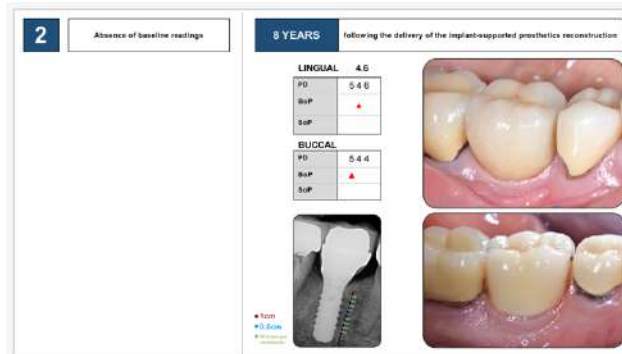 2
Absence of baseline readings
8 YEARS
following the delivery of the implant-supported prosthetics reconstruction
LINGUAL 4.6
PD 5 4 6
BoP
SoP
BUCCAL
PD 5 4 4
BoP
SoP
1cm
0.5cm